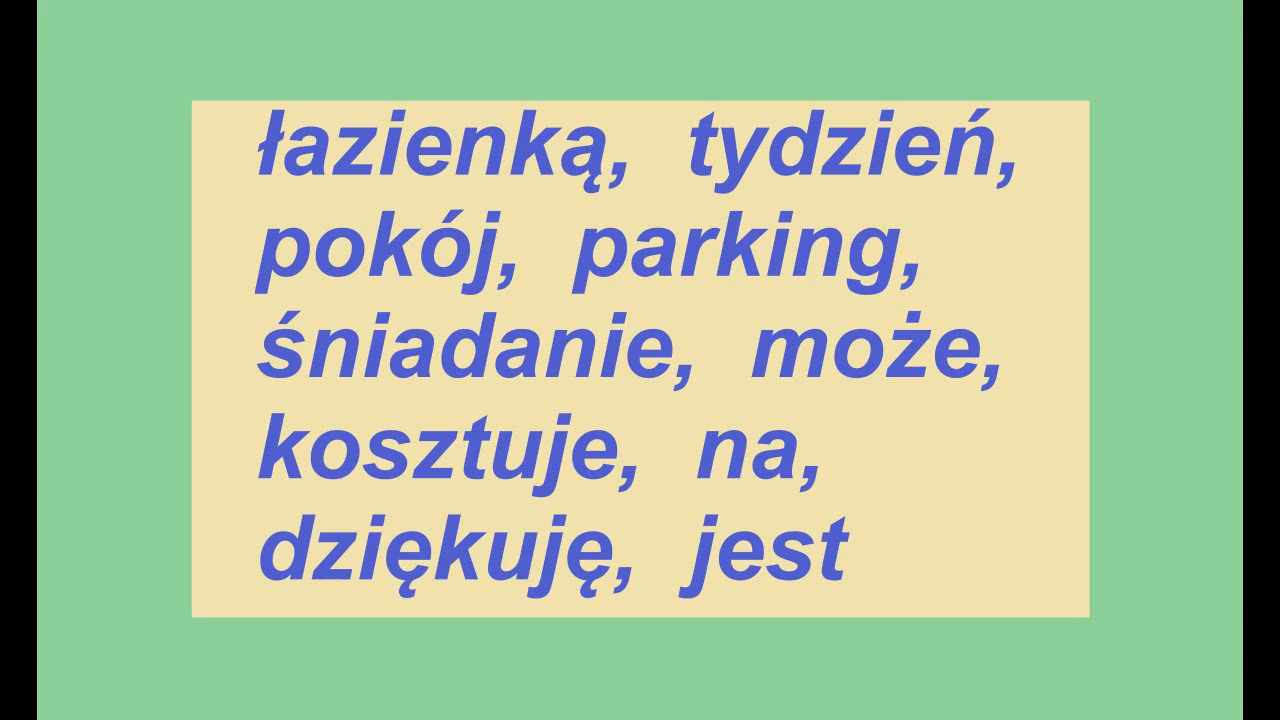 łazienką, tydzień,
pokój, parking,
śniadanie, może,
kosztuje, na,
dziękuję, jest